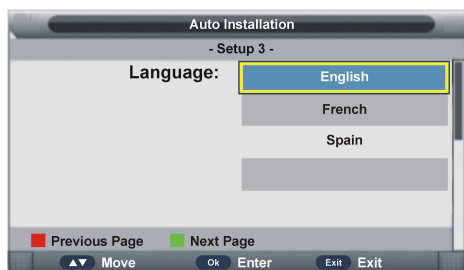 Auto Installation
- Setup 3 -
Language: English
French
Spain
Previous Page Next Page
▲▼ Move Ok Enter Exit Exit